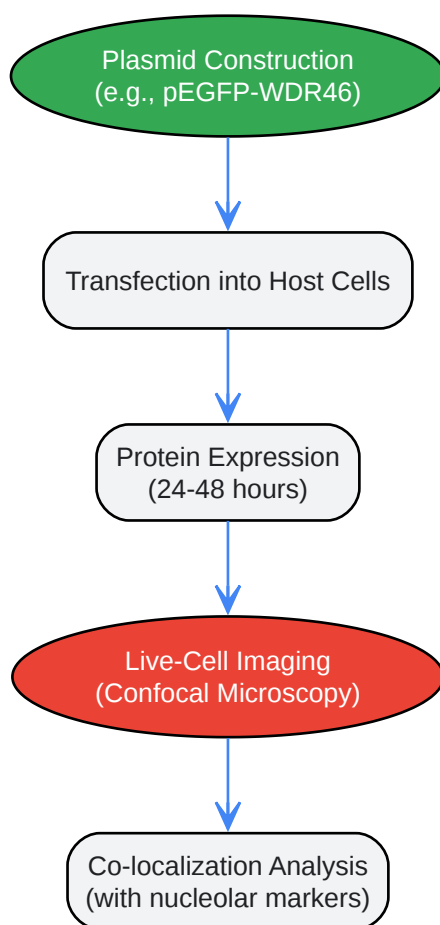 Plasmid Construction
(e.g., pEGFP-WDR46)
Transfection into Host Cells
Protein Expression
(24-48 hours)
Live-Cell Imaging
(Confocal Microscopy)
Co-localization Analysis
(with nucleolar markers)